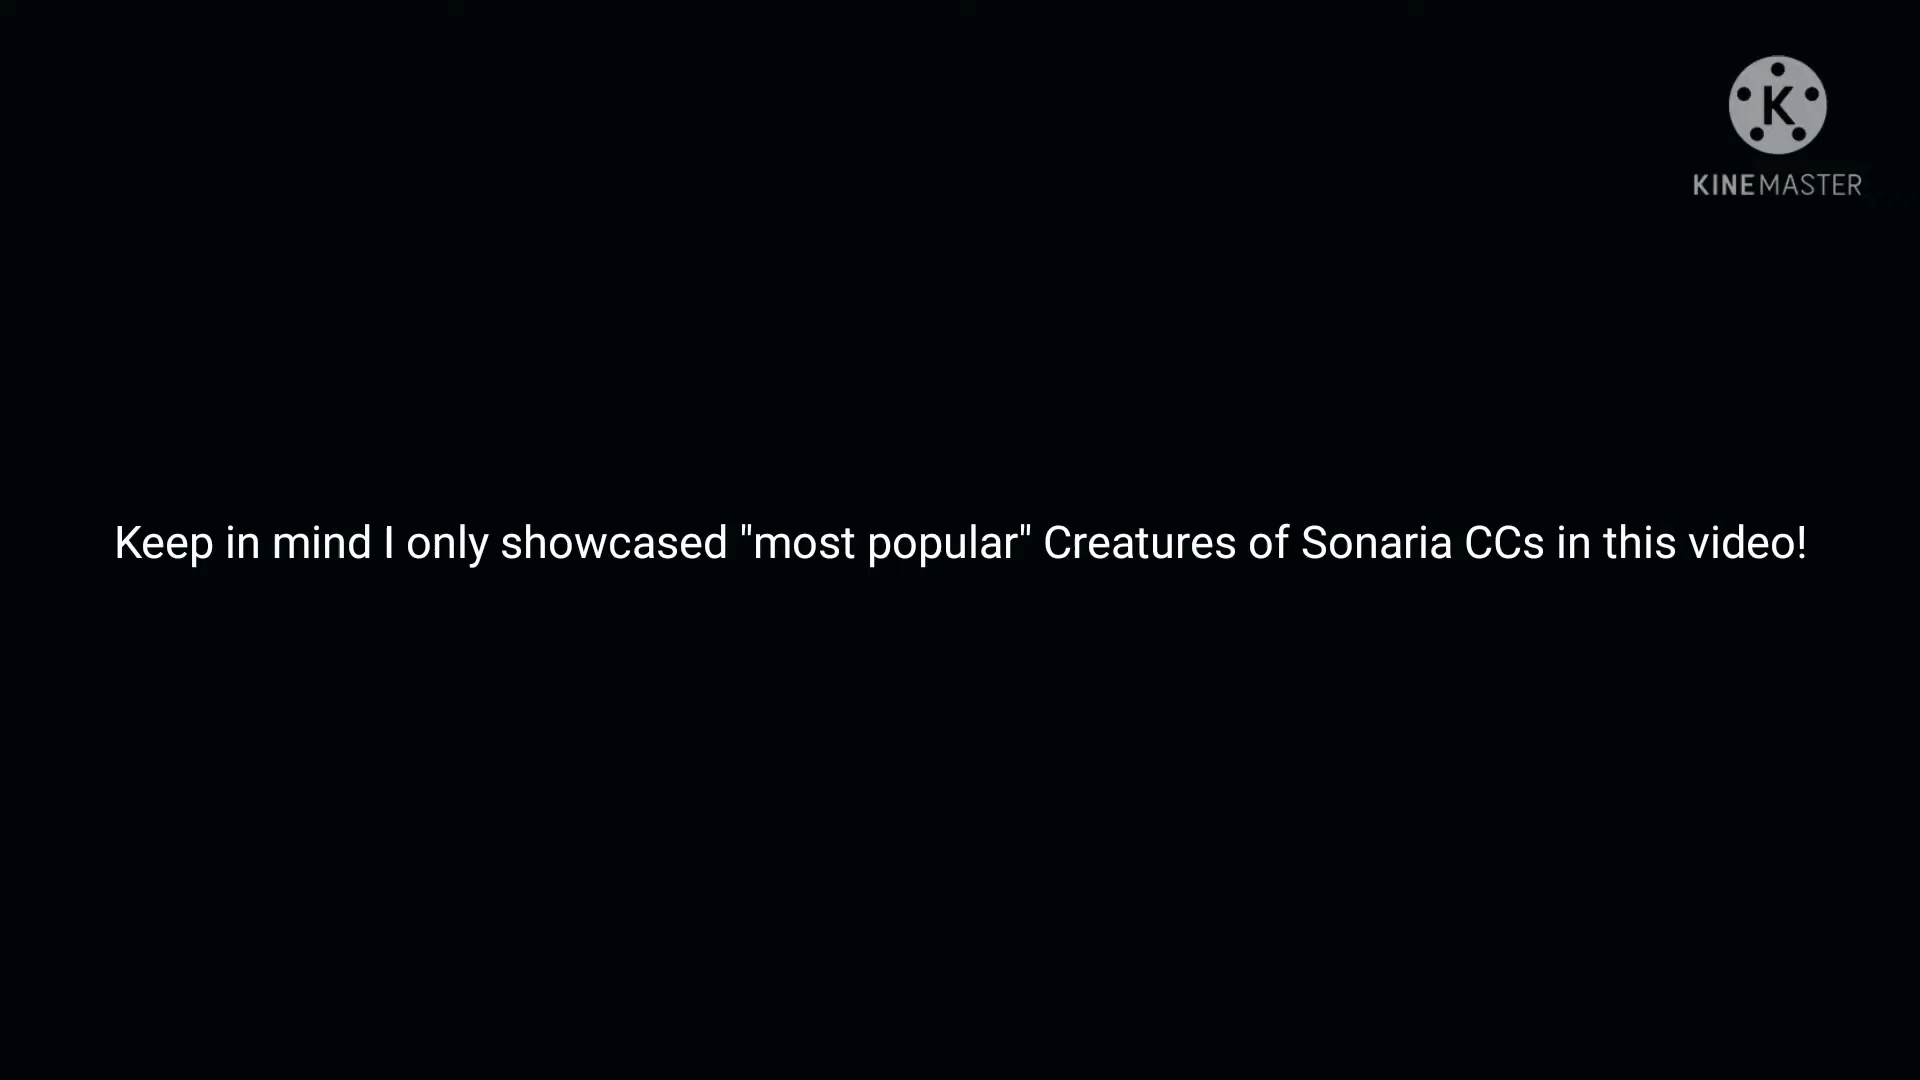 K
KINEMASTER
Keep in mind I only showcased "most popular" Creatures of Sonaria CCs in this video!